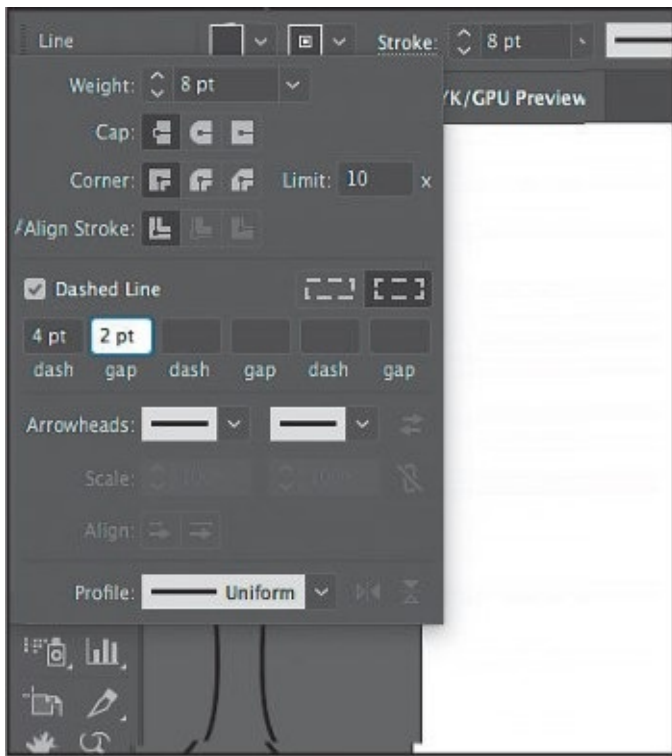 Line Stroke: 8 pt
Weight: 8 pt
/K/GPU Preview
Cap:
Corner: Limit: 10 x
Align Stroke:
Dashed Line
4 pt 2 pt
dash gap dash gap dash gap
Arrowheads:
Scale:
Align:
Profile: Uniform